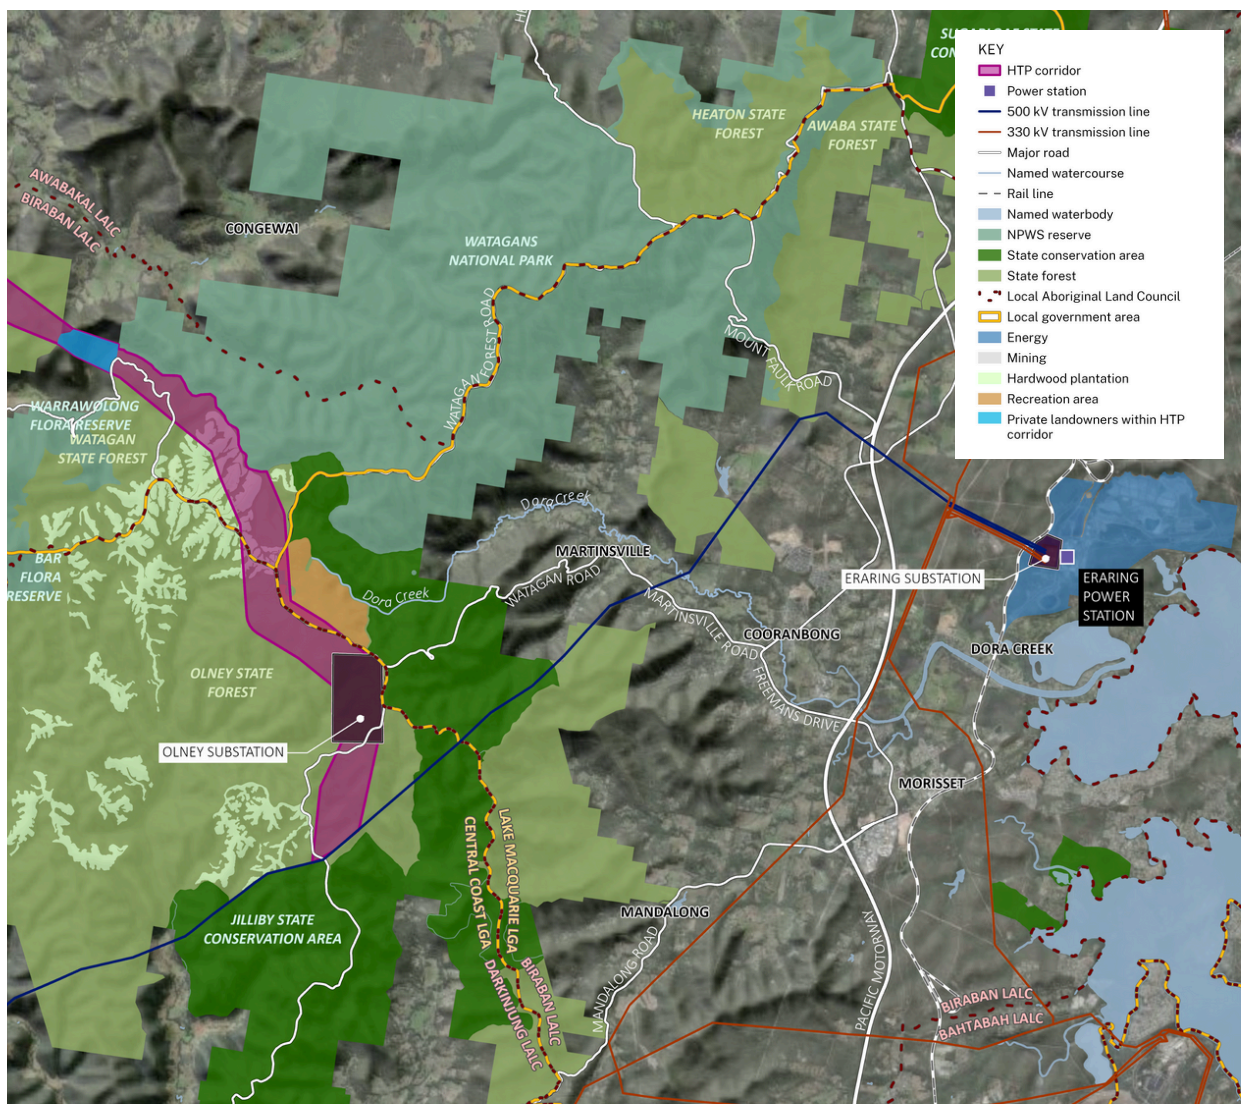 KEY
HTP corridor
Power station
500 kV transmission line
330 kV transmission line
Major road
Named watercourse
Rail line
Named waterbody
NPWS reserve
State conservation area
State forest
Local Aboriginal Land Council
Local government area
Energy
Mining
Hardwood plantation
Recreation area
Private landowners within HTP
corridor
HEATON STATE
FOREST
AWABA STATE
FOREST
AWABAKAL LALC
BIRABAN LALC
CONGEWAI
WATAGANS
NATIONAL PARK
WATAGAN
FOREST ROAD
MOUNT FAULK ROAD
WARRAWOLONG
FLORA RESERVE
WATAGAN
STATE FOREST
Dora Creek
MARTINSVILLE
WATAGAN ROAD
BAR
FLORA
RESERVE
Dora Creek
MARTINSVILLE ROAD
ERARING SUBSTATION
ERARING
POWER
STATION
COORANBONG
DORA CREEK
FREEMANS DRIVE
OLNEY STATE
FOREST
OLNEY SUBSTATION
MORISSET
LAKE MACQUARIE LGA
CENTRAL COAST LGA
JILLIBY STATE
CONSERVATION AREA
MANDALONG
MANDALONG ROAD
PACIFIC MOTORWAY
BIRABAN LALC
DARKINJUNG LALC
BIRABAN LALC
BAHTABAH LALC